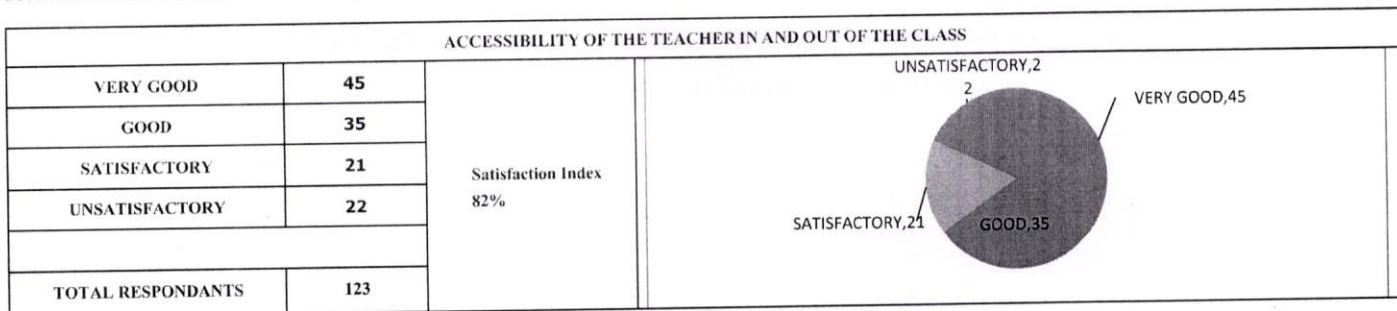 ACCESSIBILITY OF THE TEACHER IN AND OUT OF THE CLASS
VERY GOOD 45
GOOD 35
SATISFACTORY 21
UNSATISFACTORY 22
TOTAL RESPONDANTS 123
Satisfaction Index
82%
UNSATISFACTORY,2
2
VERY GOOD,45
SATISFACTORY,21
GOOD,35